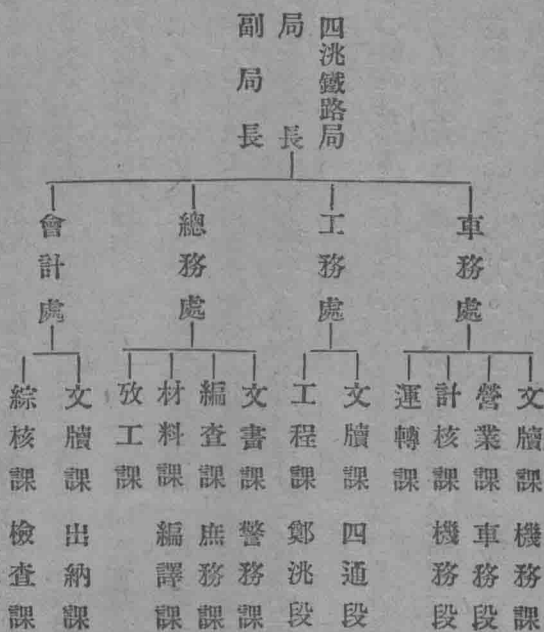 四洮鐵路局
局長
副局長
車務處
工務處
總務處
會計處
文牘課 機務課
營業課 車務段
計核課 機務段
運轉課
文牘課 四通段
工程課 鄭洮段
文書課 警務課
編查課 庶務課
材料課 編譯課
攷工課
文牘課 出納課
綜核課 檢查課